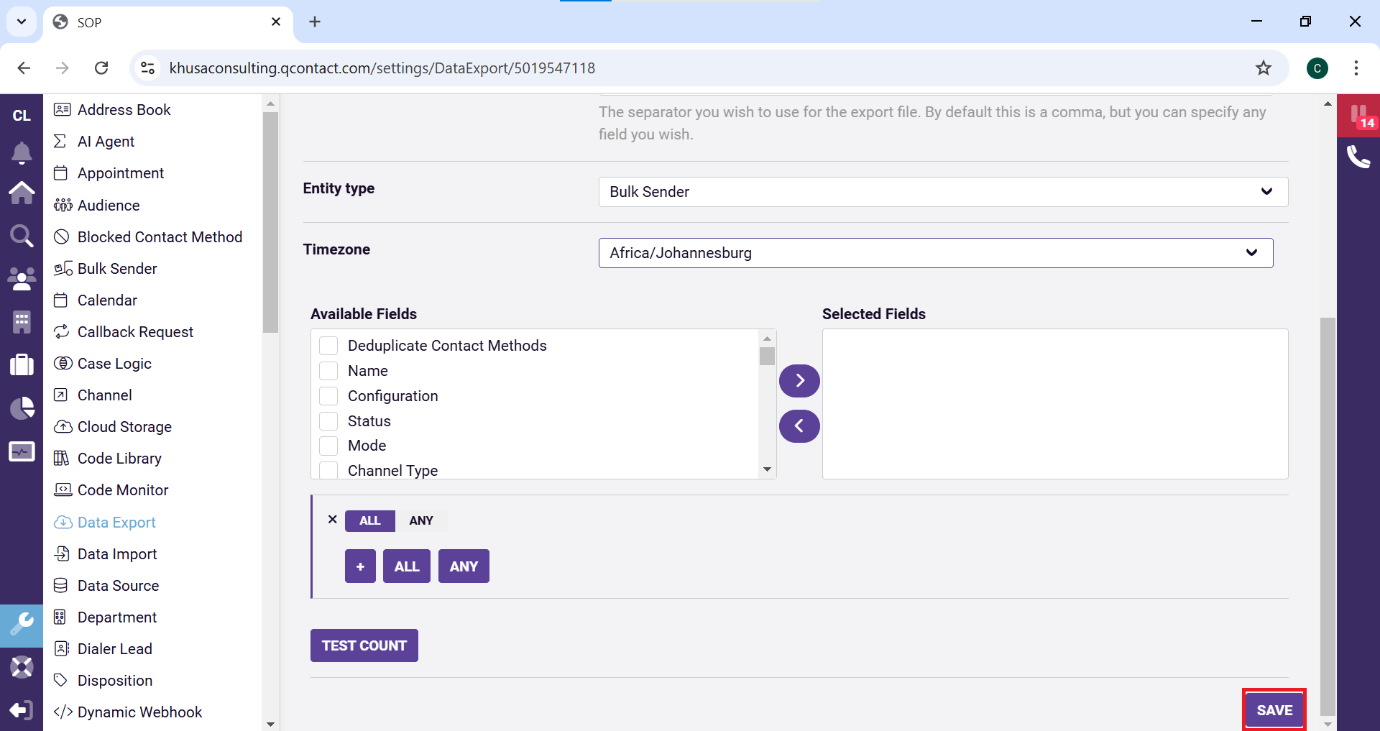 SOP
khusaconsulting.qcontact.com/settings/DataExport/5019547118
C
CL
Address Book
AI Agent
Appointment
Audience
Blocked Contact Method
Bulk Sender
Calendar
Callback Request
Case Logic
Channel
Cloud Storage
Code Library
Code Monitor
Data Export
Data Import
Data Source
Department
Dialer Lead
Disposition
Dynamic Webhook
The separator you wish to use for the export file. By default this is a comma, but you can specify any
field you wish.
Entity type
Bulk Sender
Timezone
Africa/Johannesburg
Available Fields
Selected Fields
Deduplicate Contact Methods
Name
Configuration
Status
Mode
Channel Type
ALL ANY
+ ALL ANY
TEST COUNT
SAVE
14